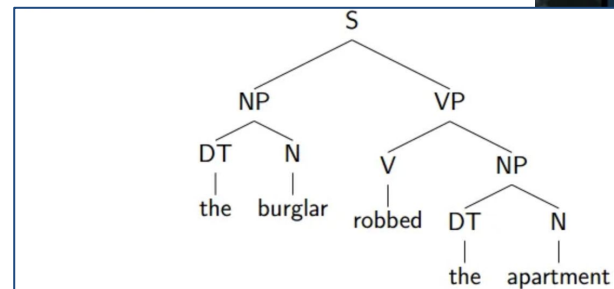 S
NP VP
DT N V NP
the burglar robbed DT N
the apartment